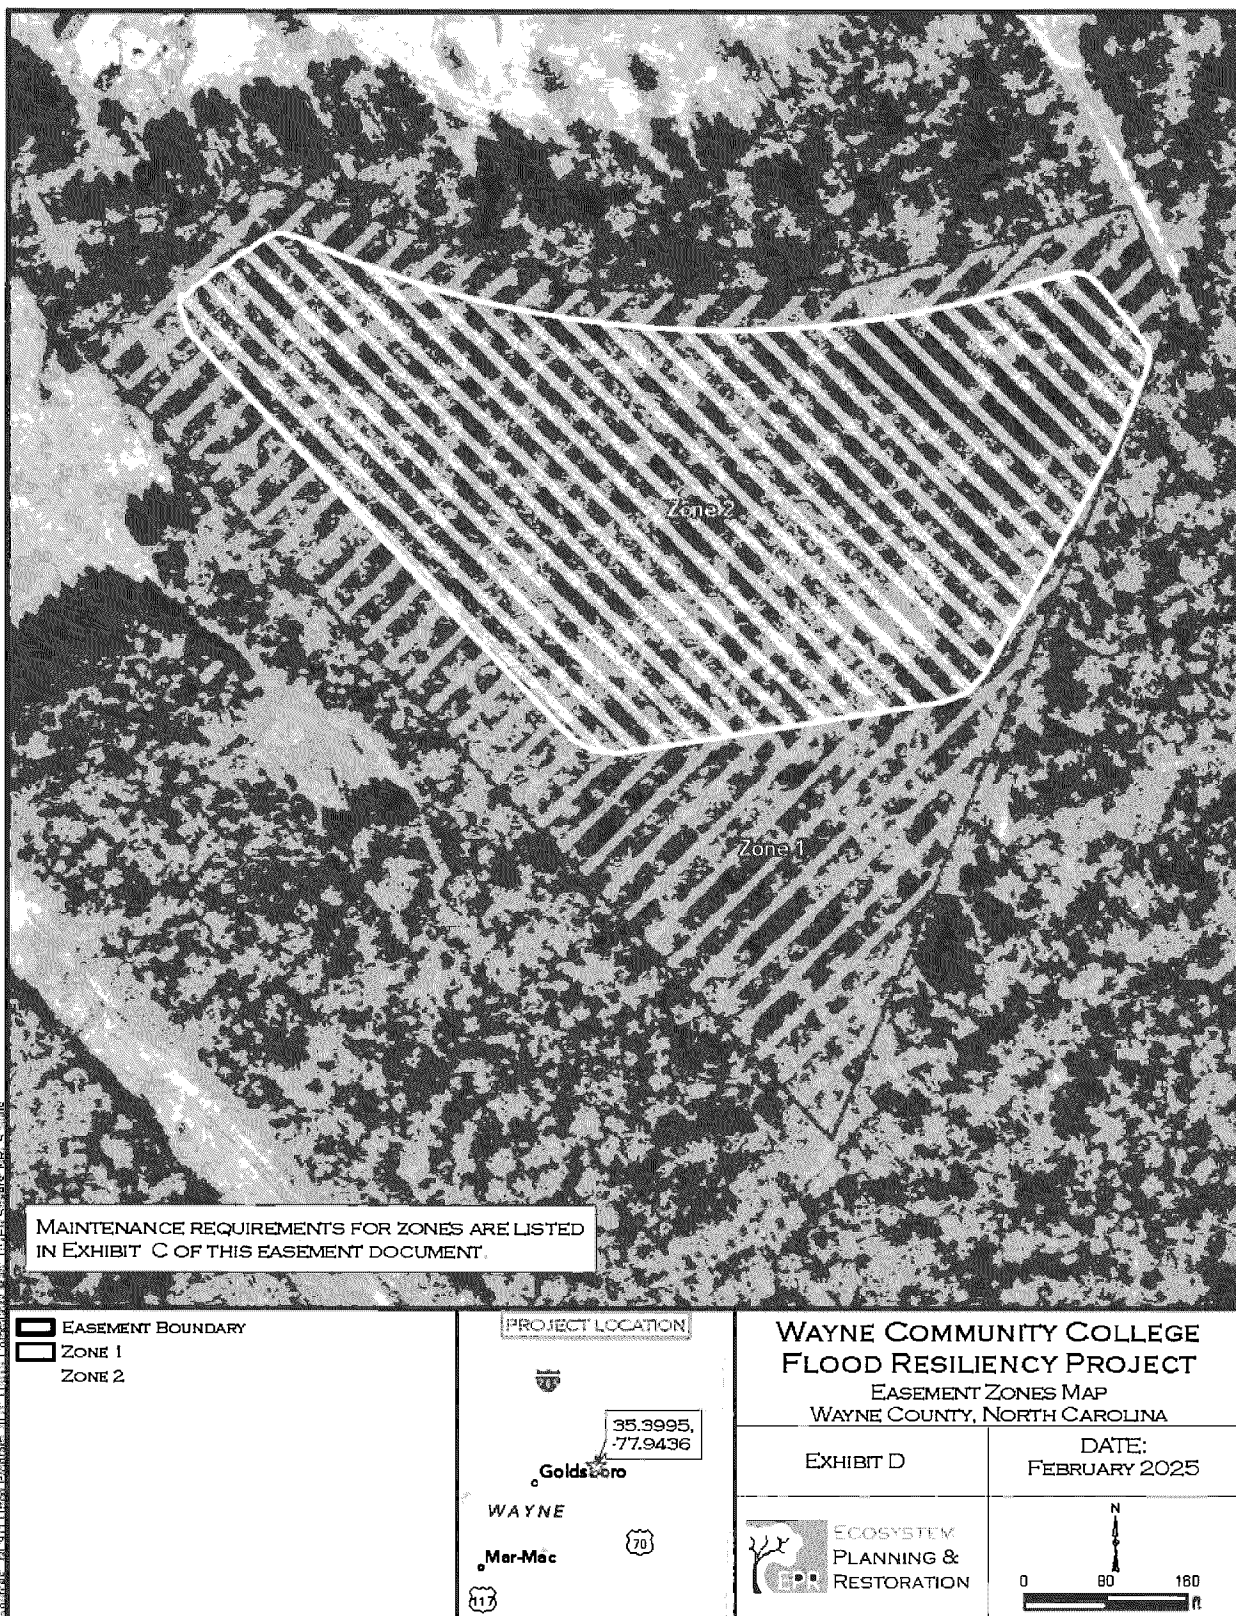 Zone 2
Zone 1
MAINTENANCE REQUIREMENTS FOR ZONES ARE LISTED
IN EXHIBIT C OF THIS EASEMENT DOCUMENT.
EASEMENT BOUNDARY
ZONE 1
ZONE 2
PROJECT LOCATION
35.3995,
-77.9436
Goldsboro
WAYNE
70
Mar-Mac
117
WAYNE COMMUNITY COLLEGE
FLOOD RESILIENCY PROJECT
EASEMENT ZONES MAP
WAYNE COUNTY, NORTH CAROLINA
EXHIBIT D
DATE:
FEBRUARY 2025
EPR
ECOSYSTEM
PLANNING &
RESTORATION
N
0 80 160
ft